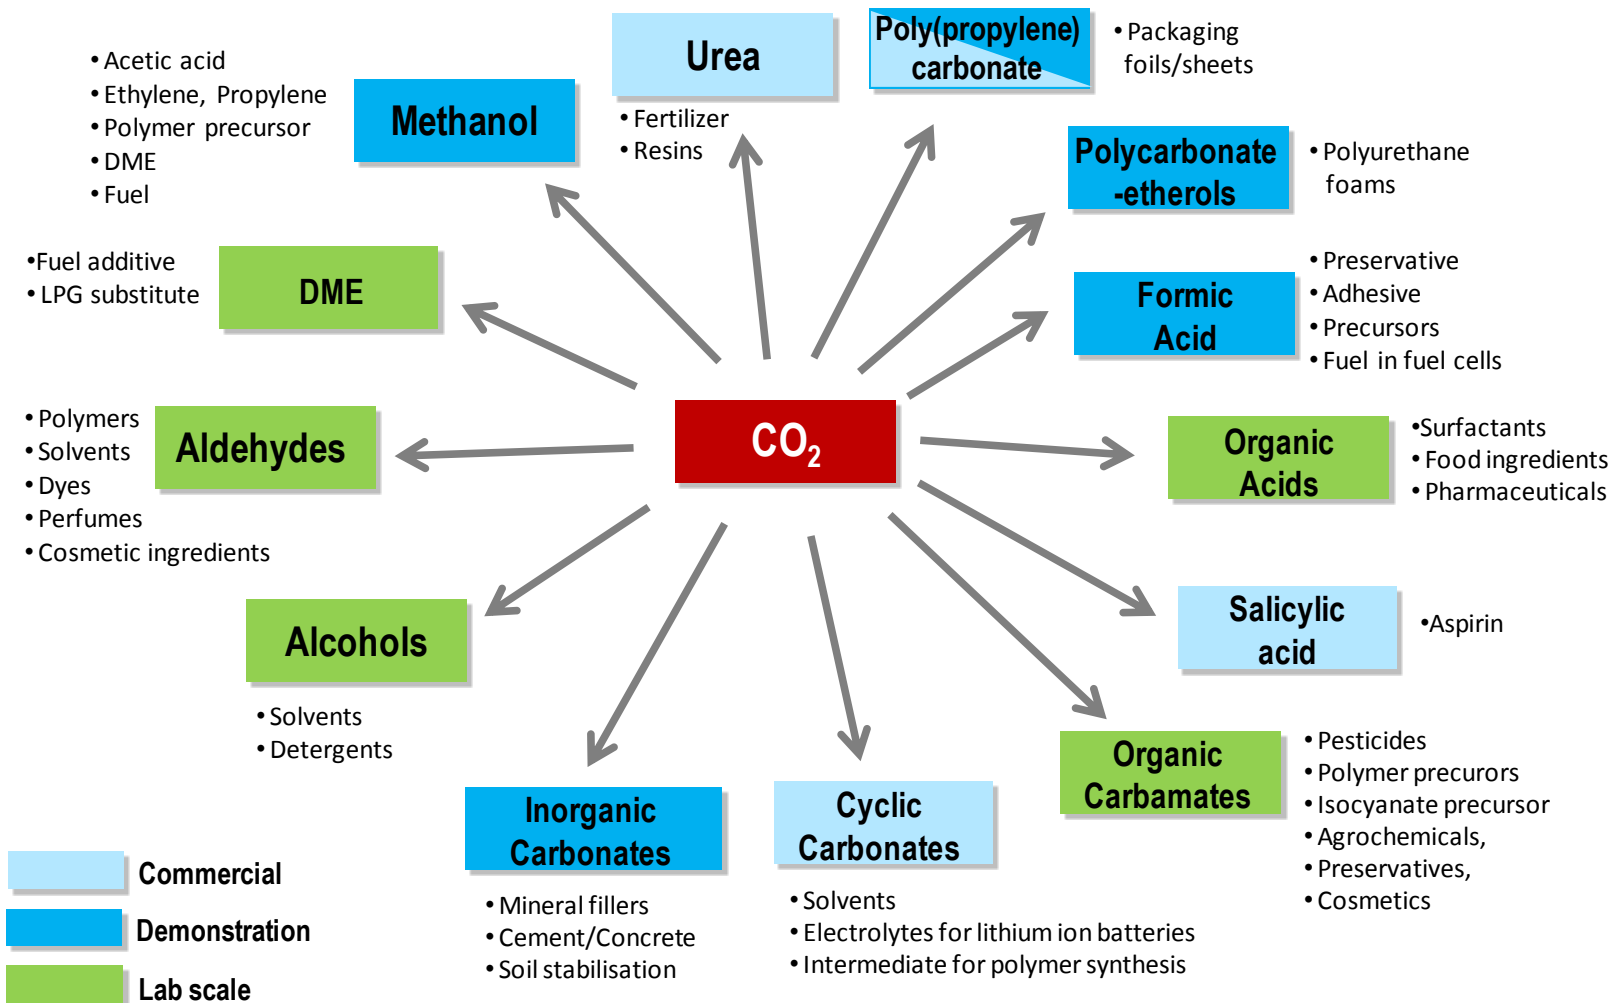 Urea
• Fertilizer
• Resins
Poly(propylene)
carbonate
• Packaging
foils/sheets
• Acetic acid
• Ethylene, Propylene
• Polymer precursor
• DME
• Fuel
Methanol
Polycarbonate
-etherols
• Polyurethane
foams
•Fuel additive
• LPG substitute
DME
Formic
Acid
• Preservative
• Adhesive
• Precursors
• Fuel in fuel cells
• Polymers
• Solvents
• Dyes
• Perfumes
• Cosmetic ingredients
Aldehydes
CO2
Organic
Acids
•Surfactants
• Food ingredients
• Pharmaceuticals
Alcohols
• Solvents
• Detergents
Salicylic
acid
•Aspirin
Organic
Carbamates
• Pesticides
• Polymer precurors
• Isocyanate precursor
• Agrochemicals,
• Preservatives,
• Cosmetics
Inorganic
Carbonates
• Mineral fillers
• Cement/Concrete
• Soil stabilisation
Cyclic
Carbonates
• Solvents
• Electrolytes for lithium ion batteries
• Intermediate for polymer synthesis
Commercial
Demonstration
Lab scale